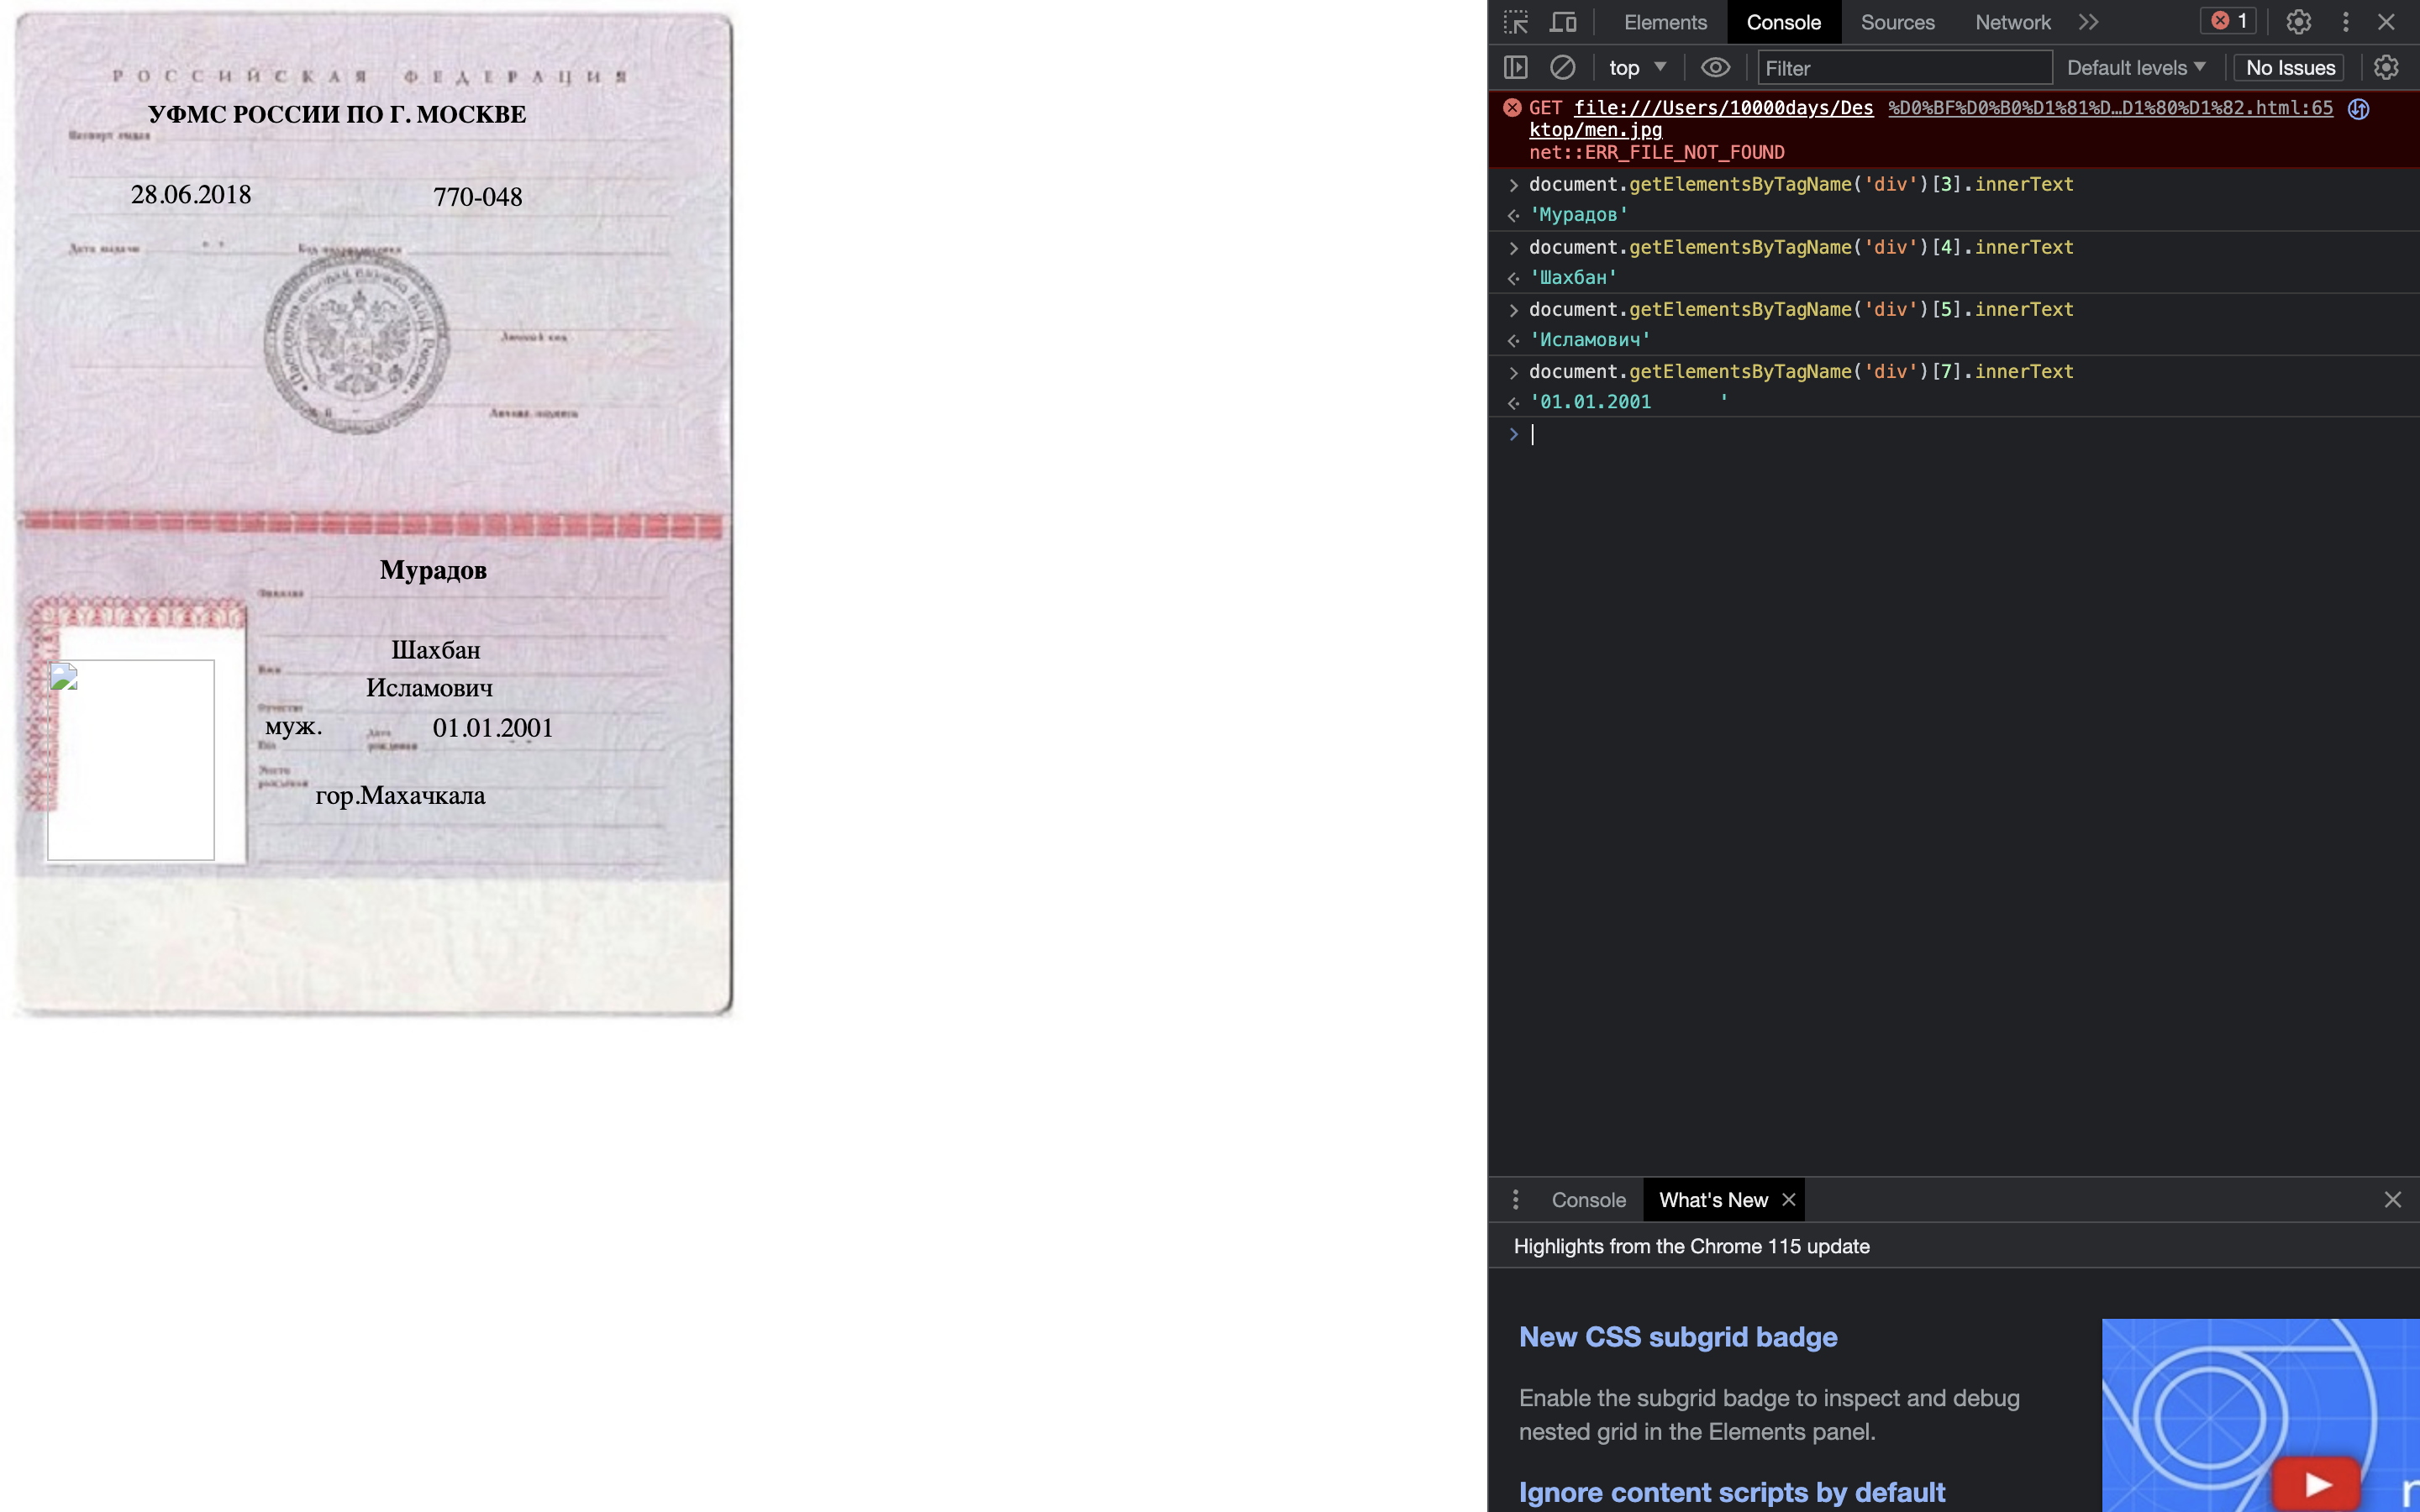 РОССИЙСКАЯ ФЕДЕРАЦИЯ
УФМС РОССИИ ПО Г. МОСКВЕ
Паспорт выдан
28.06.2018 770-048
Дата выдачи Код подразделения
Личный код
Личная подпись
Мурадов
Фамилия
Шахбан
Имя
Исламович
Отчество
муж. 01.01.2001
Пол Дата рождения
Место рождения
гор.Махачкала
Elements Console Sources Network 1
top Filter Default levels No Issues
GET file:///Users/10000days/Des %D0%BF%D0%B0%D1%81%D…D1%80%D1%82.html:65
ktop/men.jpg
net::ERR_FILE_NOT_FOUND
document.getElementsByTagName('div')[3].innerText
'Мурадов'
document.getElementsByTagName('div')[4].innerText
'Шахбан'
document.getElementsByTagName('div')[5].innerText
'Исламович'
document.getElementsByTagName('div')[7].innerText
'01.01.2001      '
Console What's New
Highlights from the Chrome 115 update
New CSS subgrid badge
Enable the subgrid badge to inspect and debug
nested grid in the Elements panel.
Ignore content scripts by default